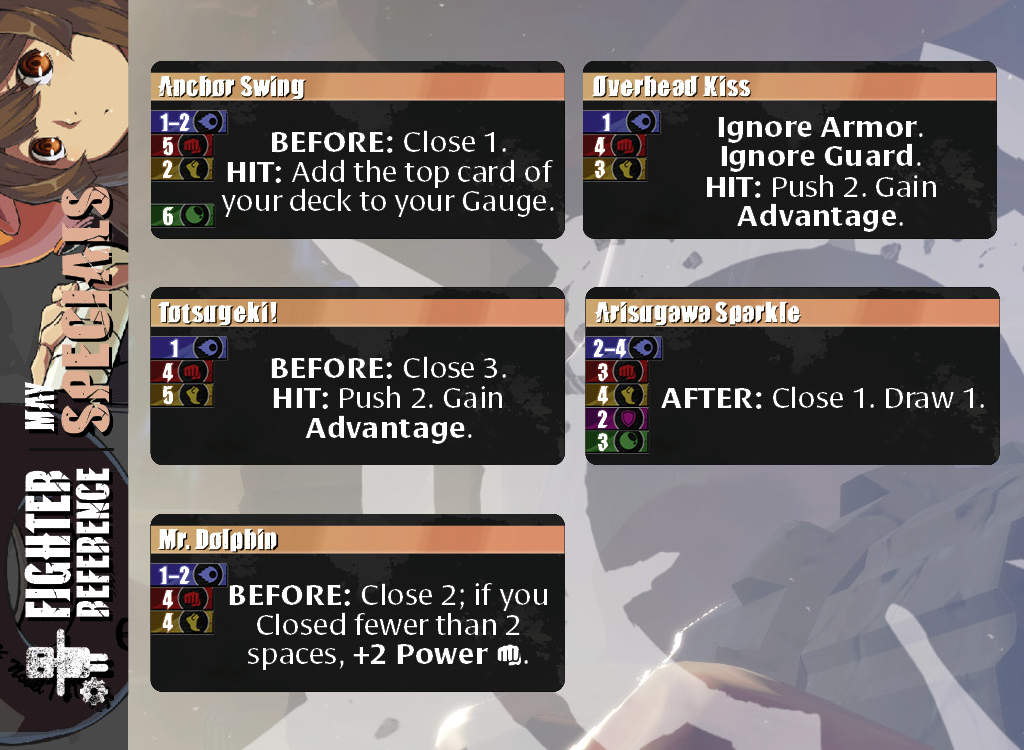 MAY
SPECIALS
FIGHTER
REFERENCE
Anchor Swing
1–2
5
2
6
BEFORE: Close 1.
HIT: Add the top card of
your deck to your Gauge.
Overhead Kiss
1
4
3
Ignore Armor.
Ignore Guard.
HIT: Push 2. Gain
Advantage.
Totsugeki!
1
4
5
BEFORE: Close 3.
HIT: Push 2. Gain
Advantage.
Arisugawa Sparkle
2–4
3
4
2
3
AFTER: Close 1. Draw 1.
Mr. Dolphin
1–2
4
4
BEFORE: Close 2; if you
Closed fewer than 2
spaces, +2 Power .